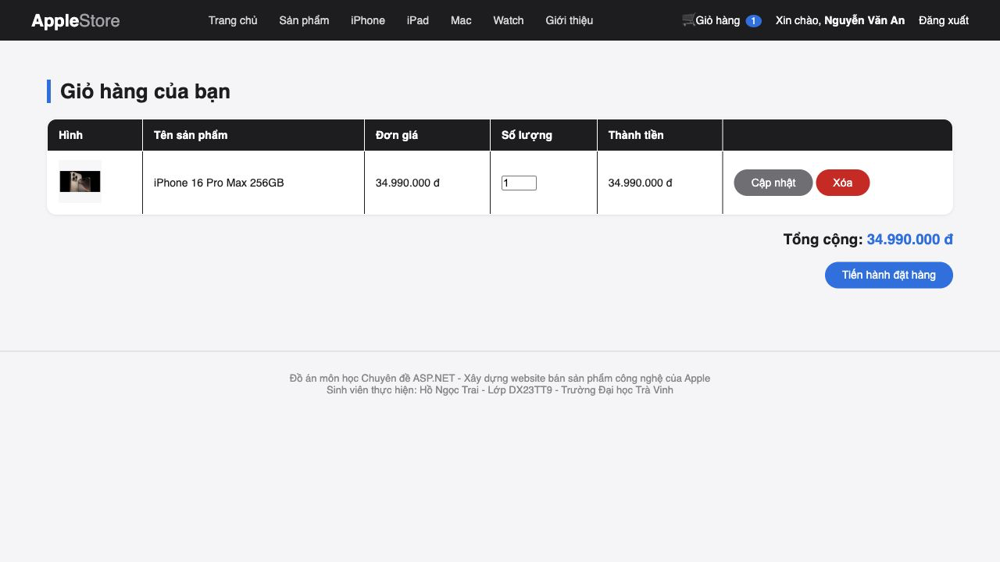 AppleStore Trang chủ Sản phẩm iPhone iPad Mac Watch Giới thiệu Giỏ hàng 1 Xin chào, Nguyễn Văn An Đăng xuất
Giỏ hàng của bạn
Hình Tên sản phẩm Đơn giá Số lượng Thành tiền
iPhone 16 Pro Max 256GB 34.990.000 đ 1 34.990.000 đ Cập nhật Xóa
Tổng cộng: 34.990.000 đ
Tiến hành đặt hàng
Đồ án môn học Chuyên đề ASP.NET - Xây dựng website bán sản phẩm công nghệ của Apple
Sinh viên thực hiện: Hồ Ngọc Trai - Lớp DX23TT9 - Trường Đại học Trà Vinh